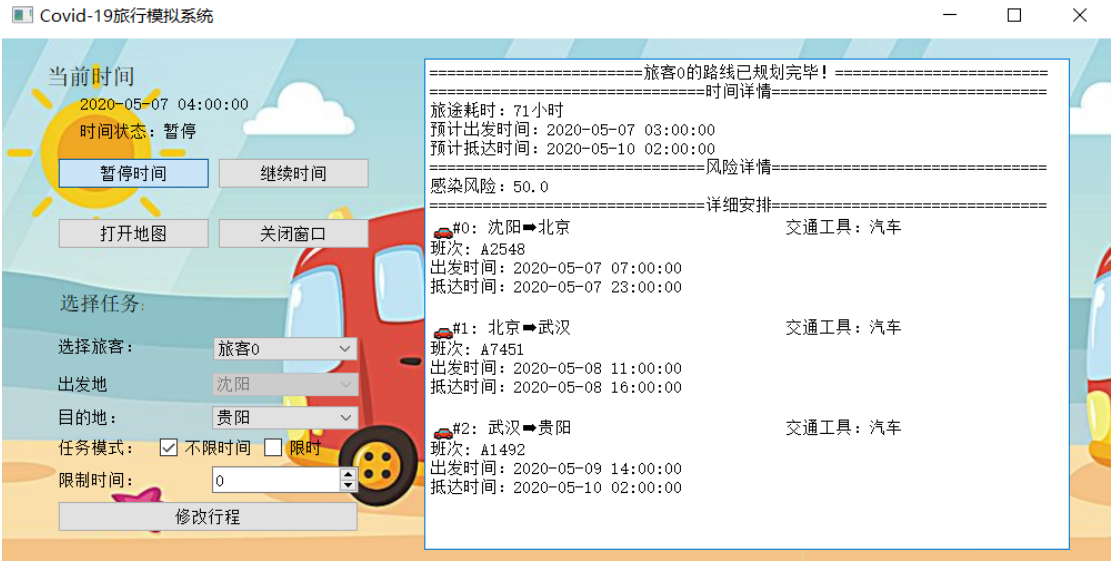 Covid-19旅行模拟系统
当前时间
2020-05-07 04:00:00
时间状态：暂停
暂停时间 继续时间
打开地图 关闭窗口
选择任务：
选择旅客： 旅客0
出发地 沈阳
目的地： 贵阳
任务模式： 不限时间 限时
限制时间： 0
修改行程
========================旅客0的路线已规划完毕！========================
===============================时间详情===============================
旅途耗时：71小时
预计出发时间：2020-05-07 03:00:00
预计抵达时间：2020-05-10 02:00:00
===============================风险详情===============================
感染风险：50.0
===============================详细安排===============================
🚗#0: 沈阳➡北京 交通工具：汽车
班次：A2548
出发时间：2020-05-07 07:00:00
抵达时间：2020-05-07 23:00:00
🚗#1: 北京➡武汉 交通工具：汽车
班次：A7451
出发时间：2020-05-08 11:00:00
抵达时间：2020-05-08 16:00:00
🚗#2: 武汉➡贵阳 交通工具：汽车
班次：A1492
出发时间：2020-05-09 14:00:00
抵达时间：2020-05-10 02:00:00